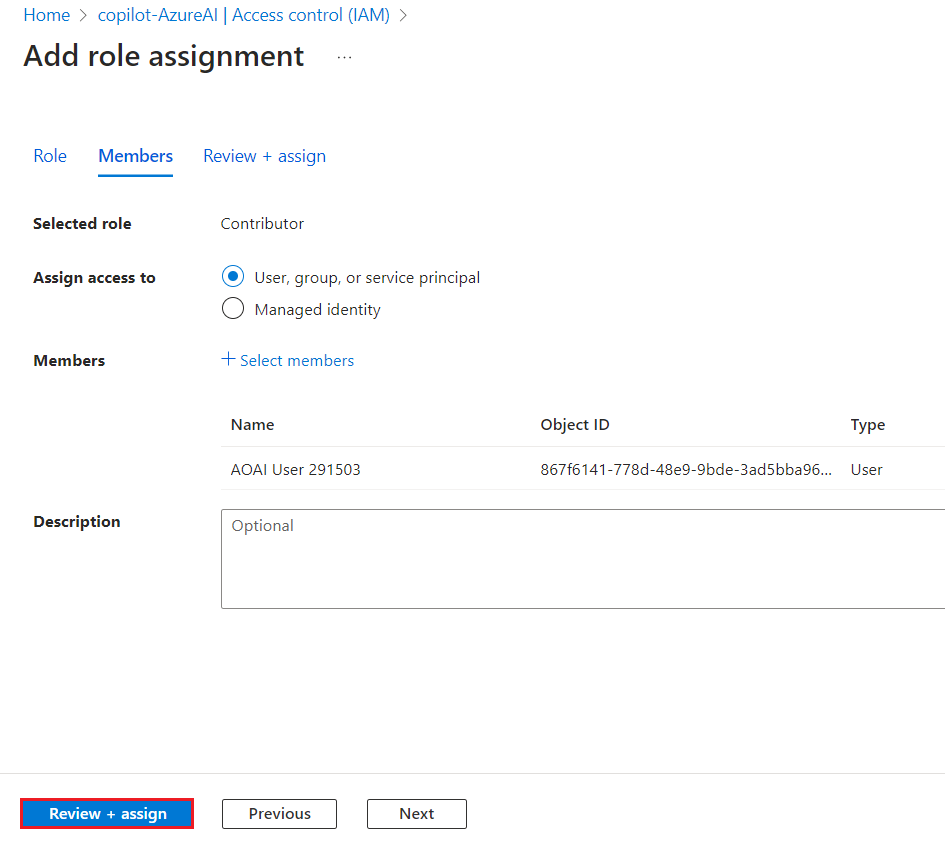 Home > copilot-AzureAI | Access control (IAM) >
Add role assignment ...
Role Members Review + assign
Selected role Contributor
Assign access to User, group, or service principal
Managed identity
Members + Select members
Name Object ID Type
AOAI User 291503 867f6141-778d-48e9-9bde-3ad5bba96... User
Description Optional
Review + assign Previous Next